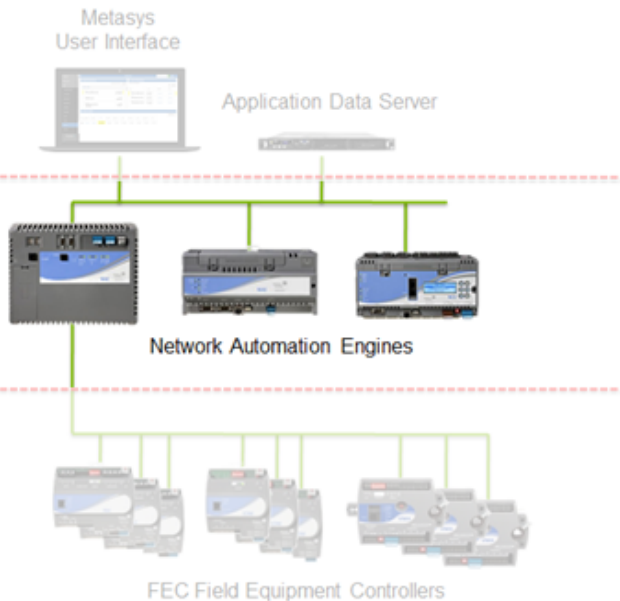 Metasys
User Interface
Application Data Server
Network Automation Engines
FEC Field Equipment Controllers